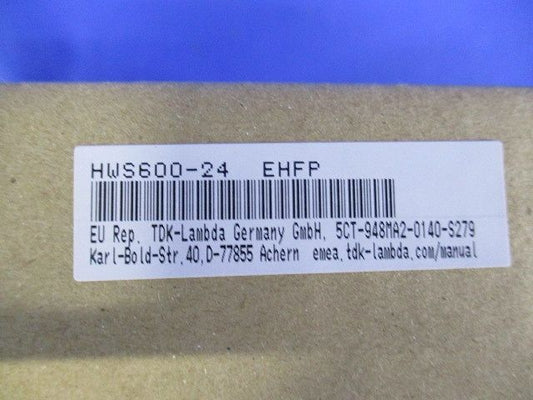 HWS600-24 EHFP
EU Rep. TDK-Lambda Germany GmbH, 5CT-948MA2-0140-S279
Karl-Bold-Str.40,D-77855 Achern emea.tdk-lambda.com/manual